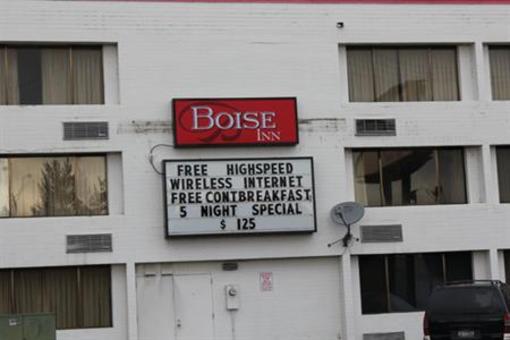 BOISE
INN
FREE HIGHSPEED
WIRELESS INTERNET
FREE CONTBREAKFAST
5 NIGHT SPECIAL
$ 125